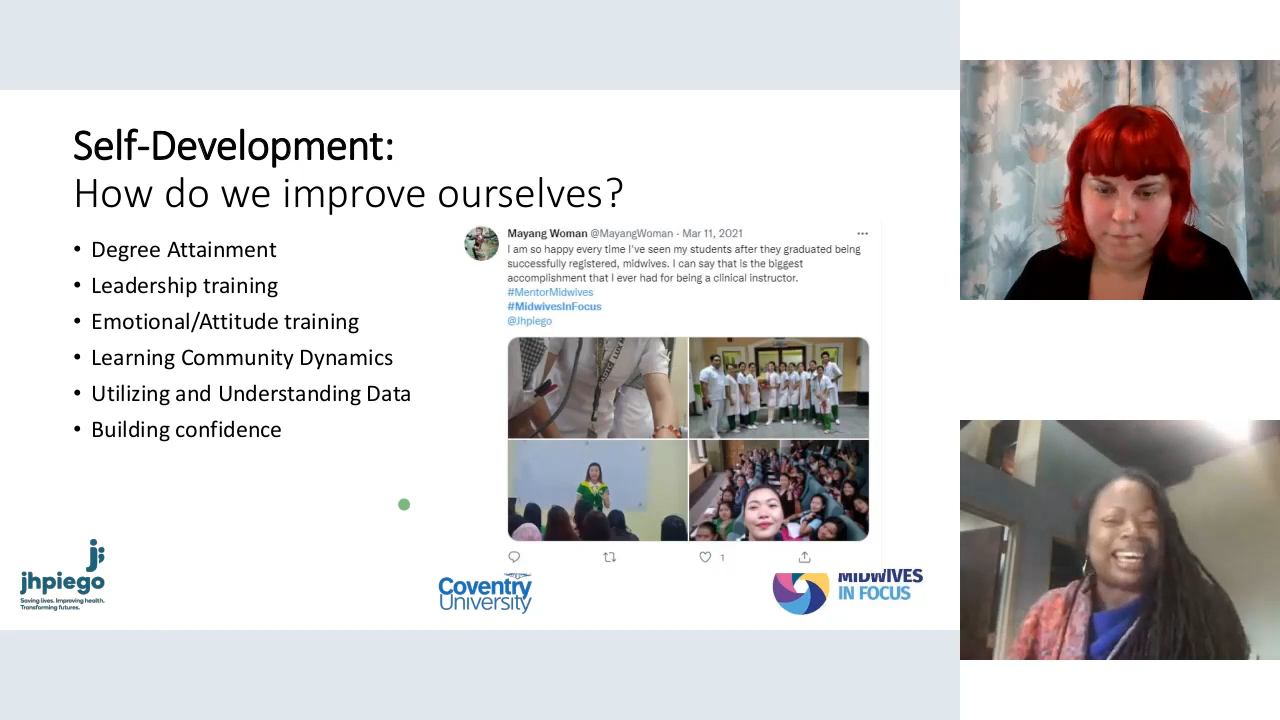 Self-Development:
How do we improve ourselves?
• Degree Attainment
• Leadership training
• Emotional/Attitude training
• Learning Community Dynamics
• Utilizing and Understanding Data
• Building confidence
Mayang Woman @MayangWoman · Mar 11, 2021
I am so happy every time I've seen my students after they graduated being
successfully registered, midwives. I can say that is the biggest
accomplishment that I ever had for being a clinical instructor.
#MentorMidwives
#MidwivesInFocus
@Jhpiego
1
jhpiego
Saving lives. Improving health.
Transforming futures.
Coventry
University
MIDWIVES
IN FOCUS